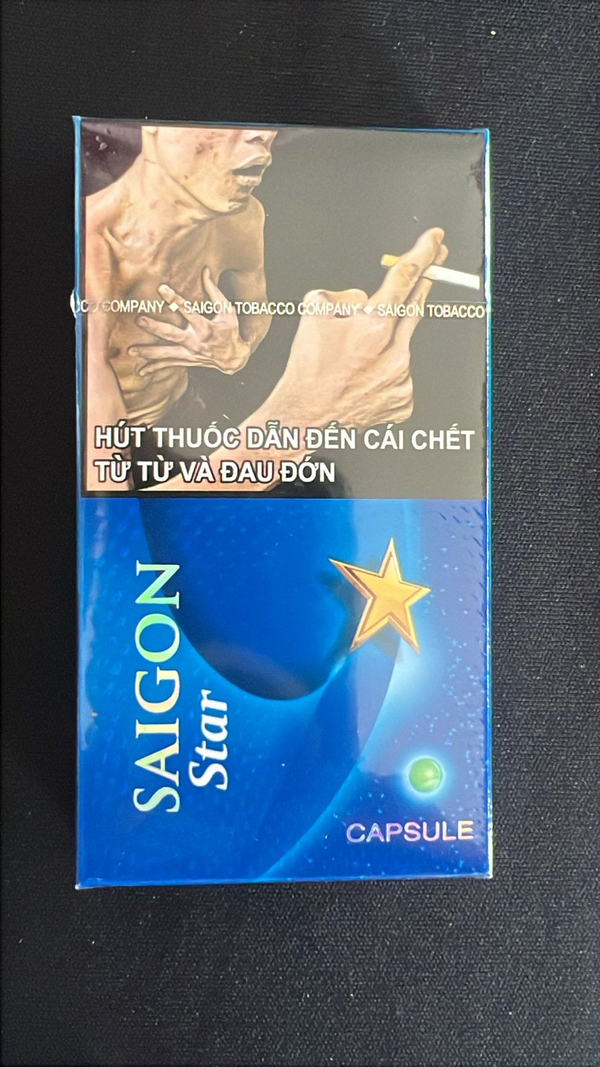 COMPANY ❖ SAIGON TOBACCO COMPANY ❖ SAIGON TOBACCO
HÚT THUỐC DẪN ĐẾN CÁI CHẾT
TỪ TỪ VÀ ĐAU ĐỚN
SAIGON
Star
CAPSULE